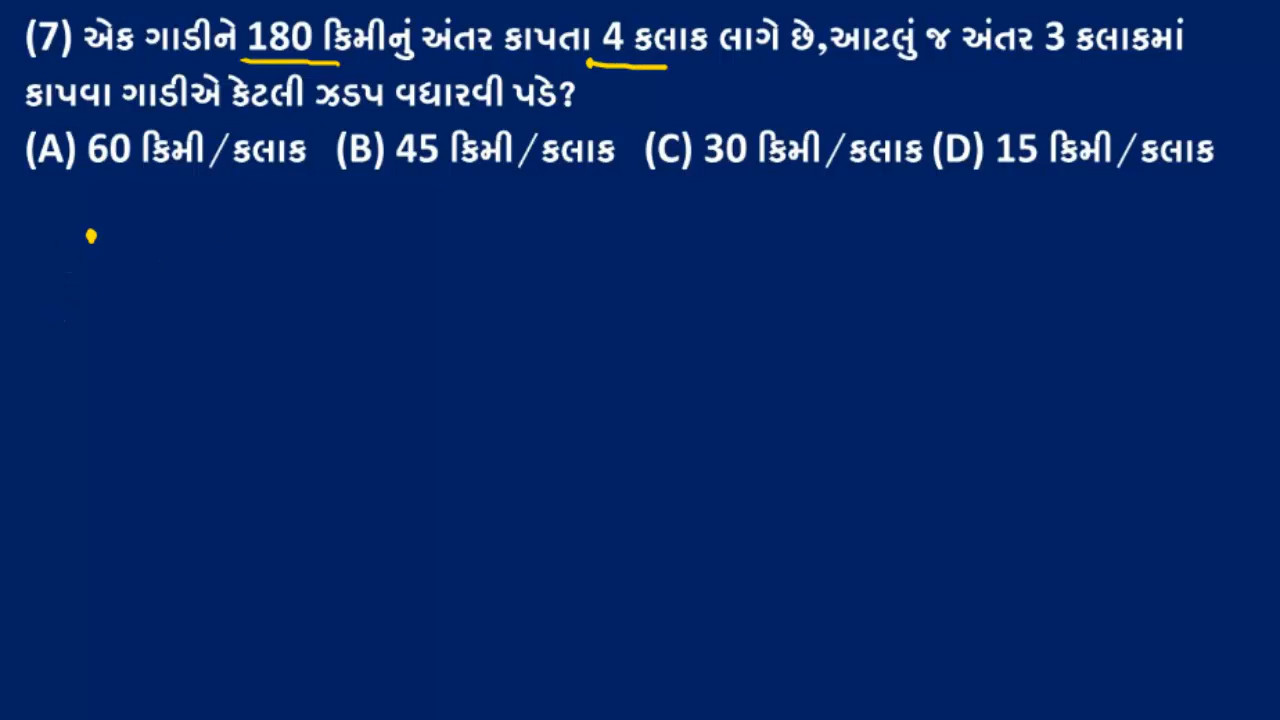 (7) એક ગાડીને 180 કિમીનું અંતર કાપતા 4 કલાક લાગે છે,આટલું જ અંતર 3 કલાકમાં
કાપવા ગાડીએ કેટલી ઝડપ વધારવી પડે?
(A) 60 કિમી/કલાક (B) 45 કિમી/કલાક (C) 30 કિમી/કલાક (D) 15 કિમી/કલાક